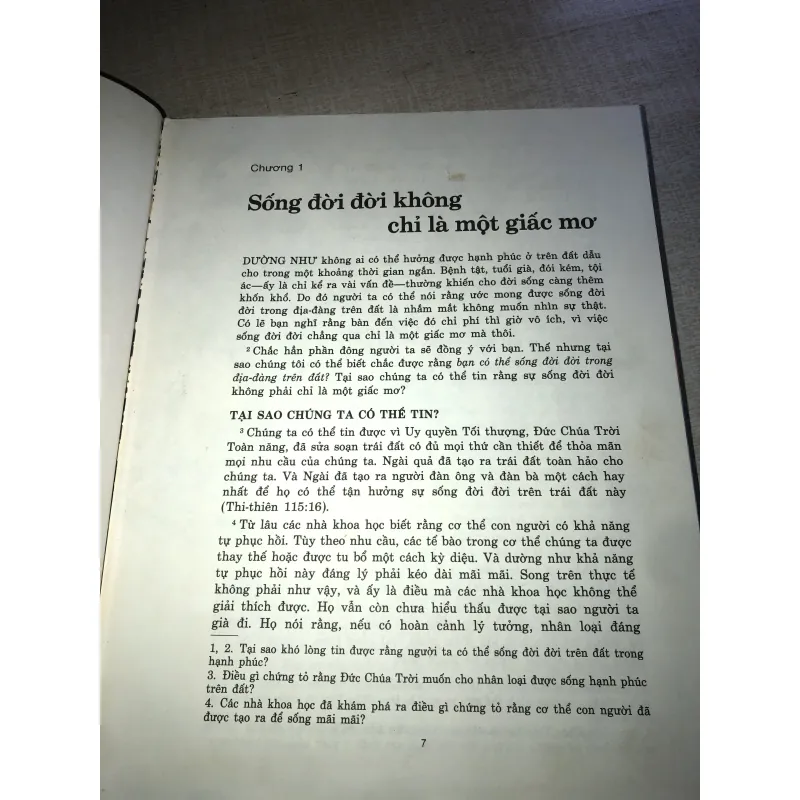 Chương 1
Sống đời đời không
chỉ là một giấc mơ
DƯỜNG NHƯ không ai có thể hưởng được hạnh phúc ở trên đất dẫu
cho trong một khoảng thời gian ngắn. Bệnh tật, tuổi già, đói kém, tội
ác—ấy là chỉ kể ra vài vấn đề—thường khiến cho đời sống càng thêm
khốn khổ. Do đó người ta có thể nói rằng ước mong được sống đời
đời trong địa-đàng trên đất là nhắm mắt không muốn nhìn sự thật.
Có lẽ bạn nghĩ rằng bàn đến việc đó chỉ phí thì giờ vô ích, vì việc
sống đời đời chẳng qua chỉ là một giấc mơ mà thôi.
² Chắc hẳn phần đông người ta sẽ đồng ý với bạn. Thế nhưng tại
sao chúng tôi có thể biết chắc được rằng bạn có thể sống đời đời trong
địa-đàng trên đất? Tại sao chúng ta có thể tin rằng sự sống đời đời
không phải chỉ là một giấc mơ?
TẠI SAO CHÚNG TA CÓ THỂ TIN?
³ Chúng ta có thể tin được vì Uy quyền Tối thượng, Đức Chúa Trời
Toàn năng, đã sửa soạn trái đất có đủ mọi thứ cần thiết để thỏa mãn
mọi nhu cầu của chúng ta. Ngài quả đã tạo ra trái đất toàn hảo cho
chúng ta. Và Ngài đã tạo ra người đàn ông và đàn bà một cách hay
nhất để họ có thể tận hưởng sự sống đời đời trên trái đất này
(Thi-thiên 115:16).
⁴ Từ lâu các nhà khoa học biết rằng cơ thể con người có khả năng
tự phục hồi. Tùy theo nhu cầu, các tế bào trong cơ thể chúng ta được
thay thế hoặc được tu bổ một cách kỳ diệu. Và dường như khả năng
tự phục hồi này đáng lý phải kéo dài mãi mãi. Song trên thực tế
không phải như vậy, và ấy là điều mà các nhà khoa học không thể
giải thích được. Họ vẫn còn chưa hiểu thấu được tại sao người ta
già đi. Họ nói rằng, nếu có hoàn cảnh lý tưởng, nhân loại đáng
1, 2. Tại sao khó lòng tin được rằng người ta có thể sống đời đời trên đất trong
hạnh phúc?
3. Điều gì chứng tỏ rằng Đức Chúa Trời muốn cho nhân loại được sống hạnh phúc
trên đất?
4. Các nhà khoa học đã khám phá ra điều gì chứng tỏ rằng cơ thể con người đã
được tạo ra để sống mãi mãi?
7